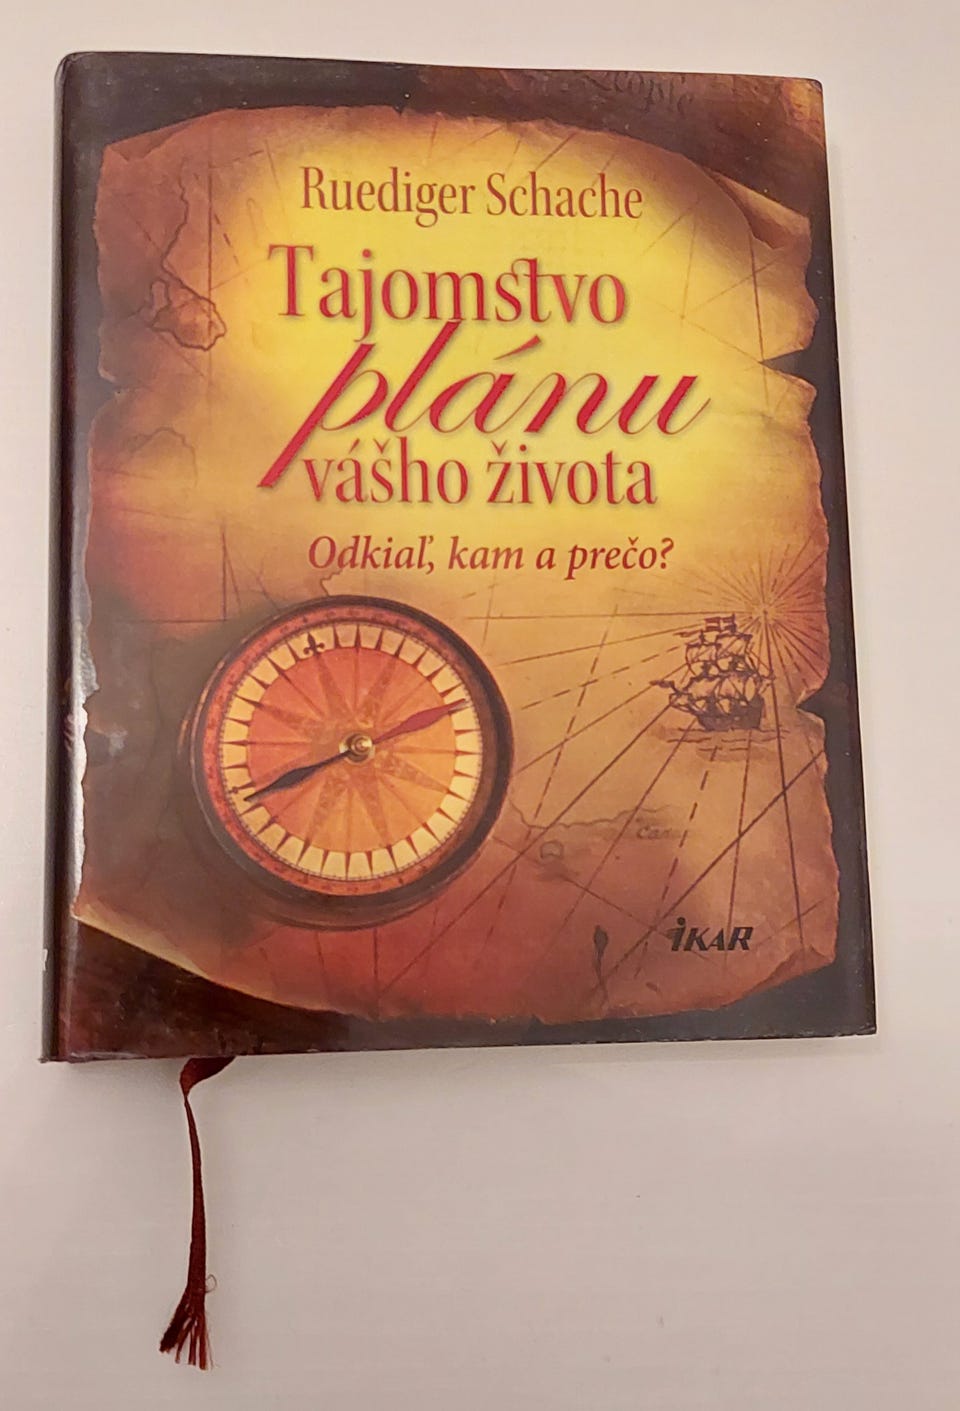 Ruediger Schache
Tajomstvo
plánu
vášho života
Odkiaľ, kam a prečo?
IKAR